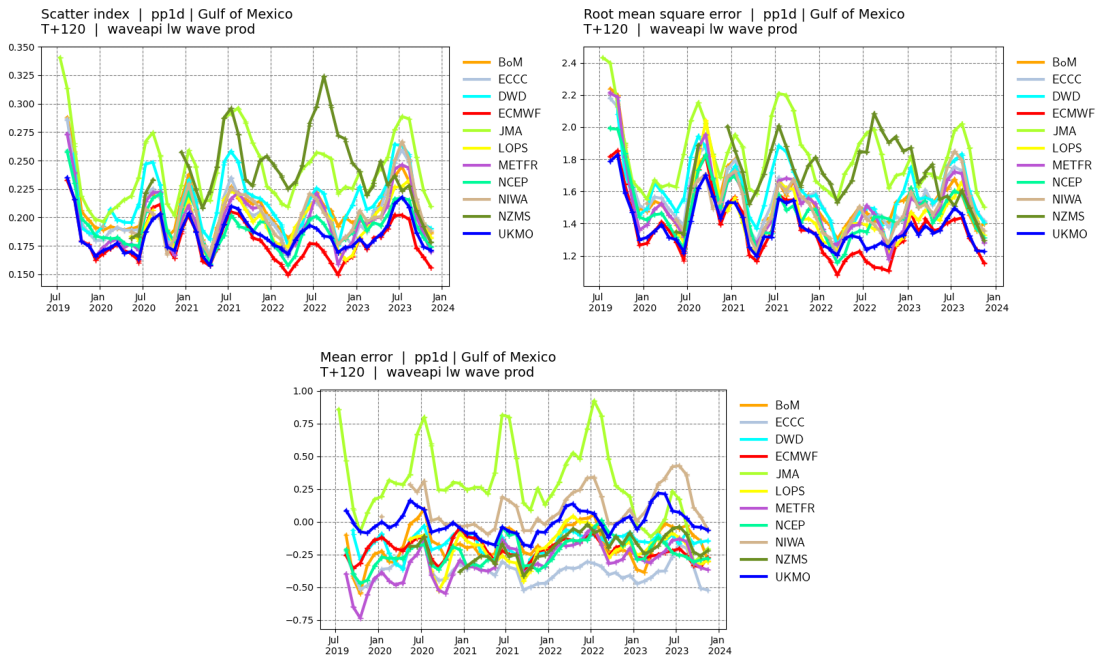 Scatter index | pp1d | Gulf of Mexico
T+120 | waveapi lw wave prod
0.350
0.325
0.300
0.275
0.250
0.225
0.200
0.175
0.150
Jul 2019
Jan 2020
Jul 2020
Jan 2021
Jul 2021
Jan 2022
Jul 2022
Jan 2023
Jul 2023
Jan 2024
BoM
ECCC
DWD
ECMWF
JMA
LOPS
METFR
NCEP
NIWA
NZMS
UKMO
Root mean square error | pp1d | Gulf of Mexico
T+120 | waveapi lw wave prod
2.4
2.2
2.0
1.8
1.6
1.4
1.2
Jul 2019
Jan 2020
Jul 2020
Jan 2021
Jul 2021
Jan 2022
Jul 2022
Jan 2023
Jul 2023
Jan 2024
BoM
ECCC
DWD
ECMWF
JMA
LOPS
METFR
NCEP
NIWA
NZMS
UKMO
Mean error | pp1d | Gulf of Mexico
T+120 | waveapi lw wave prod
1.00
0.75
0.50
0.25
0.00
−0.25
−0.50
−0.75
Jul 2019
Jan 2020
Jul 2020
Jan 2021
Jul 2021
Jan 2022
Jul 2022
Jan 2023
Jul 2023
Jan 2024
BoM
ECCC
DWD
ECMWF
JMA
LOPS
METFR
NCEP
NIWA
NZMS
UKMO